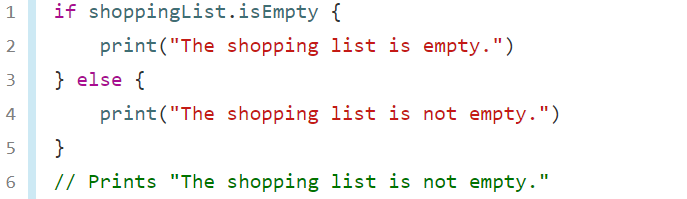 1 if shoppingList.isEmpty {
2     print("The shopping list is empty.")
3 } else {
4     print("The shopping list is not empty.")
5 }
6 // Prints "The shopping list is not empty."